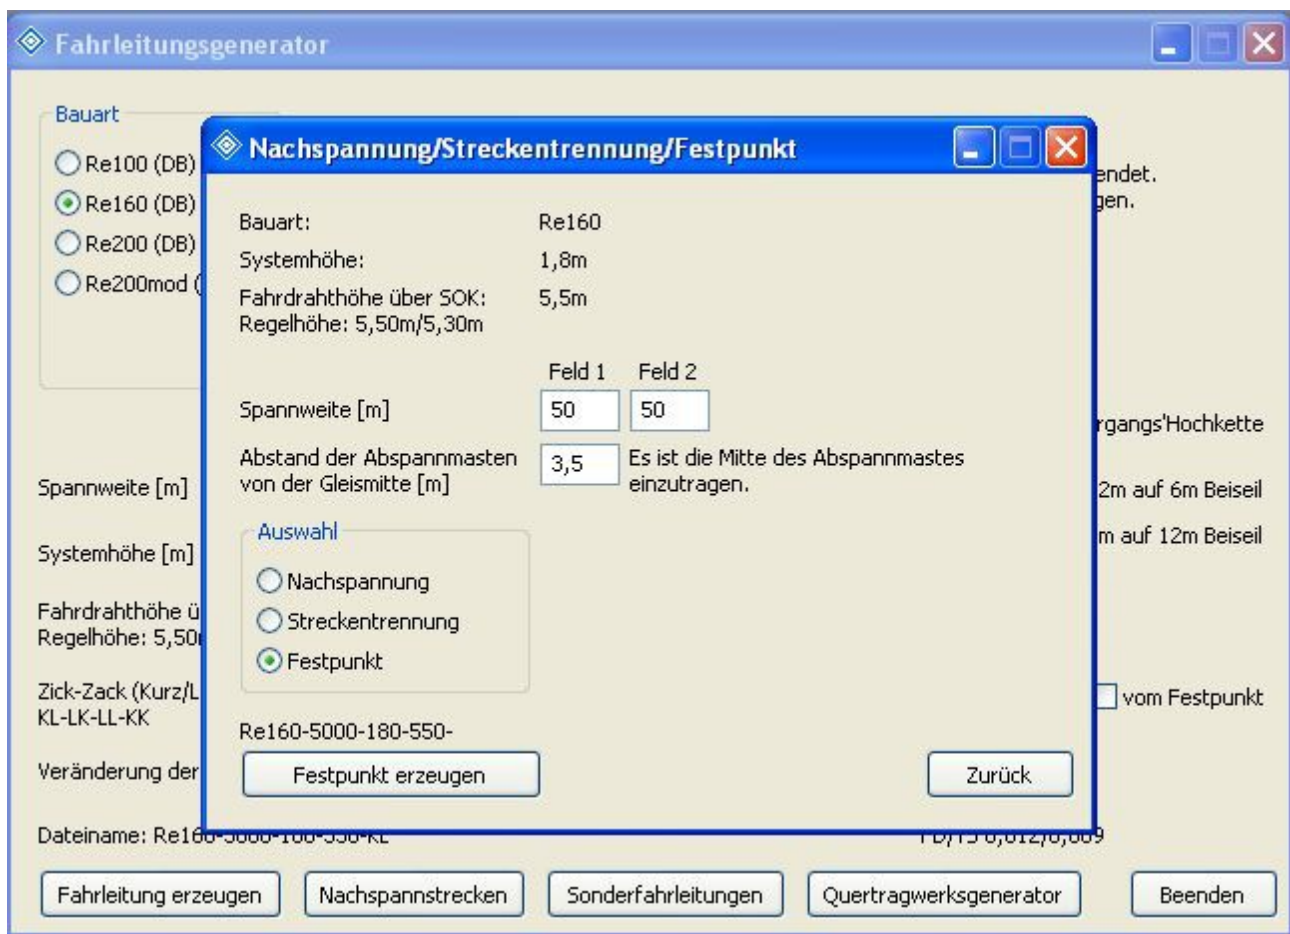 Fahrleitungsgenerator
Bauart
Re100 (DB)
Re160 (DB)
Re200 (DB)
Re200mod (
endet.
gen.
rgangs'Hochkette
Spannweite [m]
2m auf 6m Beiseil
m auf 12m Beiseil
Systemhöhe [m]
Fahrdrahthöhe ü
Regelhöhe: 5,50
Zick-Zack (Kurz/L
KL-LK-LL-KK
vom Festpunkt
Veränderung der
Dateiname:
Fahrleitung erzeugen
Nachspannstrecken
Sonderfahrleitungen
Quertragwerksgenerator
Beenden
Nachspannung/Streckentrennung/Festpunkt
Bauart: Re160
Systemhöhe: 1,8m
Fahrdrahthöhe über SOK: 5,5m
Regelhöhe: 5,50m/5,30m
Feld 1 Feld 2
Spannweite [m] 50 50
Abstand der Abspannmasten 3,5 Es ist die Mitte des Abspannmastes
von der Gleismitte [m] einzutragen.
Auswahl
Nachspannung
Streckentrennung
Festpunkt
Re160-5000-180-550-
Festpunkt erzeugen
Zurück